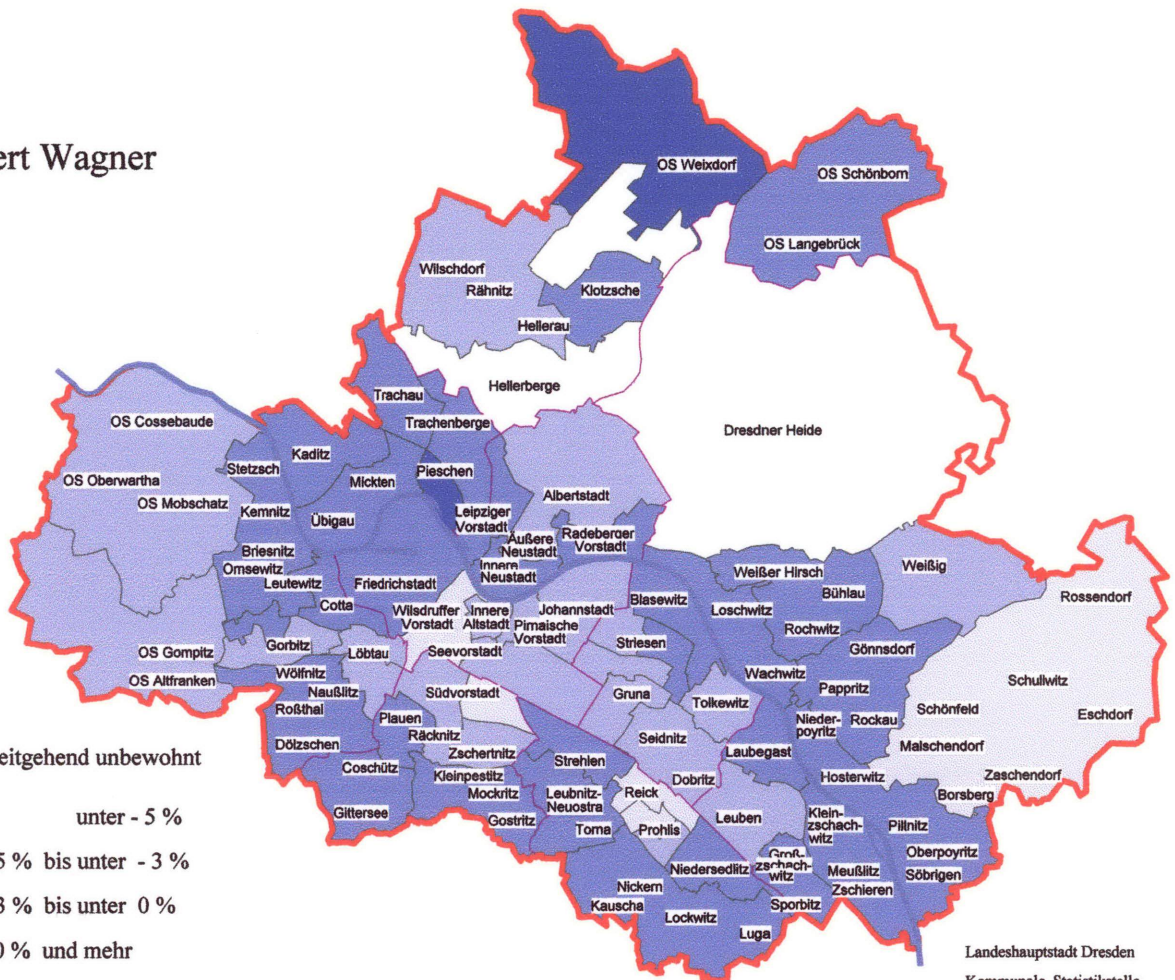 ert Wagner
OS Weixdorf
OS Schönborn
OS Langebrück
Wilschdorf
Rähnitz
Klotzsche
Hellerau
Hellerberge
Trachau
Trachenberge
Dresdner Heide
OS Cossebaude
Kaditz
Stetzsch
Pieschen
Mickten
OS Oberwartha
OS Mobschatz
Albertstadt
Kemnitz
Übigau
Leipziger
Vorstadt
Äußere
Neustadt
Radeberger
Vorstadt
Briesnitz
Omsewitz
Leutewitz
Innere
Neustadt
Friedrichstadt
Weißer Hirsch
Weißig
Bühlau
Rossendorf
Cotta
Wilsdruffer
Vorstadt
Innere
Altstadt
Johannstadt
Pirnaische
Vorstadt
Blasewitz
Loschwitz
Rochwitz
Gorbitz
Löbtau
Seevorstadt
Striesen
Gönnsdorf
OS Gompitz
OS Altfranken
Wölfnitz
Naußlitz
Südvorstadt
Gruna
Tolkewitz
Wachwitz
Pappritz
Schullwitz
Roßthal
Plauen
Räcknitz
Nieder-
poyritz
Rockau
Schönfeld
Eschdorf
Dölzschen
Zschertnitz
Seidnitz
Laubegast
Malschendorf
Coschütz
Strehlen
Kleinpestitz
Mockritz
Dobritz
Hosterwitz
Zaschendorf
Borsberg
Leubnitz-
Neuostra
Reick
Gittersee
Gostritz
Torna
Prohlis
Leuben
Klein-
zschach-
witz
Pillnitz
Oberpoyritz
Söbrigen
Niedersedlitz
Groß-
zschach-
witz
Meußlitz
Zschieren
Nickern
Kauscha
Sporbitz
Lockwitz
Luga
eitgehend unbewohnt
unter - 5 %
5 % bis unter - 3 %
3 % bis unter 0 %
0 % und mehr
Landeshauptstadt Dresden
Kommunale Statistikstelle